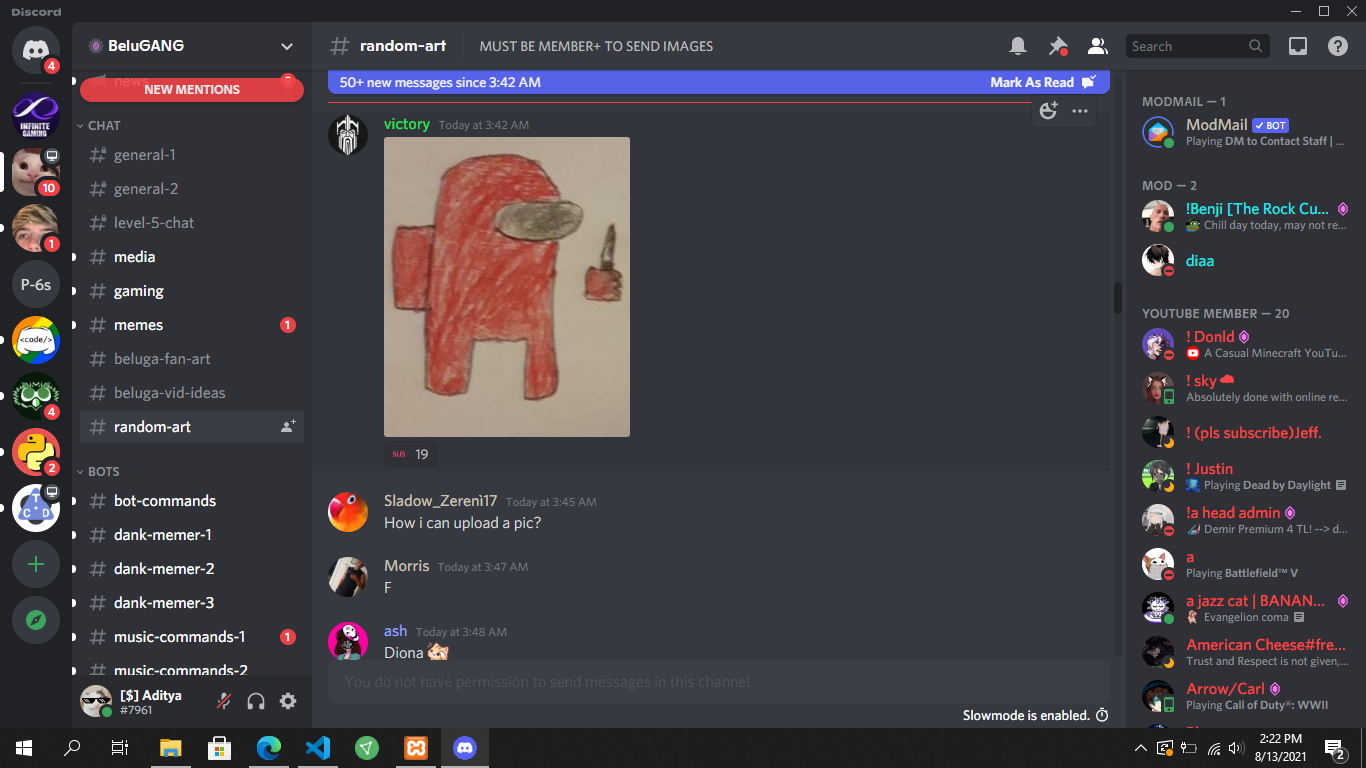 Discord
4
INFINITE
GAMING
10
1
P-6s
<code/>
4
2
T
C D
BeluGANG
news
NEW MENTIONS
CHAT
general-1
general-2
level-5-chat
media
gaming
memes
1
beluga-fan-art
beluga-vid-ideas
random-art
BOTS
bot-commands
dank-memer-1
dank-memer-2
dank-memer-3
music-commands-1
1
music-commands-2
[$] Aditya
#7961
random-art
MUST BE MEMBER+ TO SEND IMAGES
Search
50+ new messages since 3:42 AM
Mark As Read
victory Today at 3:42 AM
SUS 19
Sladow_Zerenì17 Today at 3:45 AM
How i can upload a pic?
Morris Today at 3:47 AM
F
ash Today at 3:48 AM
Diona
You do not have permission to send messages in this channel.
Slowmode is enabled.
MODMAIL — 1
ModMail BOT
Playing DM to Contact Staff | ...
MOD — 2
!Benji [The Rock Cu...
Chill day today, may not re...
diaa
YOUTUBE MEMBER — 20
! Donld
A Casual Minecraft YouTu...
! sky
Absolutely done with online re...
! (pls subscribe)Jeff.
! Justin
Playing Dead by Daylight
!a head admin
Demir Premium 4 TL! --> d...
a
Playing Battlefield™ V
a jazz cat | BANAN...
Evangelion coma
American Cheese#fre...
Trust and Respect is not given,...
Arrow/Carl
Playing Call of Duty®: WWII
2:22 PM
8/13/2021
2